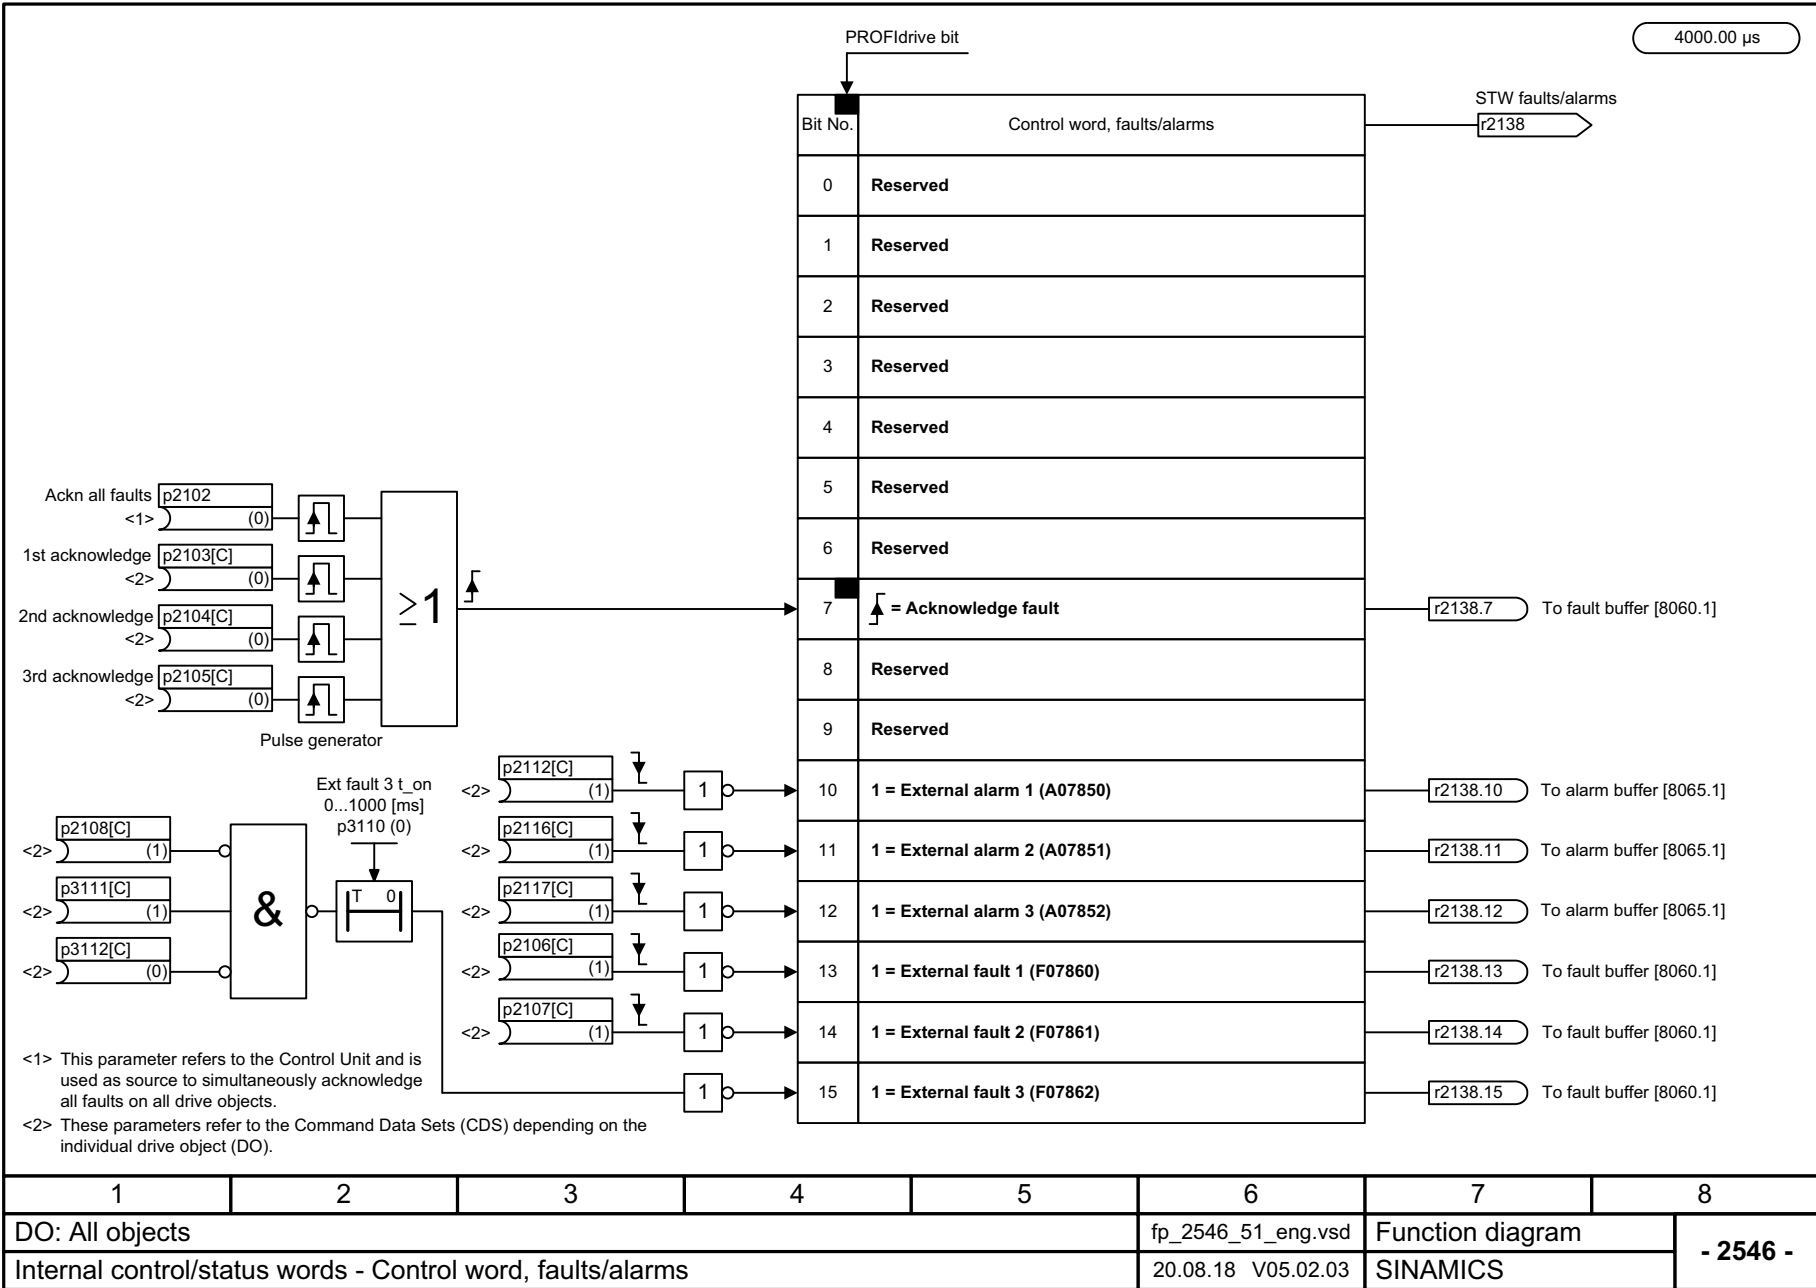 PROFIdrive bit
4000.00 µs
STW faults/alarms
Bit No. Control word, faults/alarms r2138
0 Reserved
1 Reserved
2 Reserved
3 Reserved
4 Reserved
5 Reserved
6 Reserved
7 = Acknowledge fault r2138.7 To fault buffer [8060.1]
8 Reserved
9 Reserved
10 1 = External alarm 1 (A07850) r2138.10 To alarm buffer [8065.1]
11 1 = External alarm 2 (A07851) r2138.11 To alarm buffer [8065.1]
12 1 = External alarm 3 (A07852) r2138.12 To alarm buffer [8065.1]
13 1 = External fault 1 (F07860) r2138.13 To fault buffer [8060.1]
14 1 = External fault 2 (F07861) r2138.14 To fault buffer [8060.1]
15 1 = External fault 3 (F07862) r2138.15 To fault buffer [8060.1]
Ackn all faults p2102
<1> (0)
1st acknowledge p2103[C]
<2> (0)
2nd acknowledge p2104[C]
<2> (0)
3rd acknowledge p2105[C]
<2> (0)
≥1
Pulse generator
Ext fault 3 t_on
0...1000 [ms]
p3110 (0)
p2108[C]
<2> (1)
p3111[C]
<2> (1)
p3112[C]
<2> (0)
&
T 0
p2112[C]
<2> (1) 1
p2116[C]
<2> (1) 1
p2117[C]
<2> (1) 1
p2106[C]
<2> (1) 1
p2107[C]
<2> (1) 1
1
<1> This parameter refers to the Control Unit and is
used as source to simultaneously acknowledge
all faults on all drive objects.
<2> These parameters refer to the Command Data Sets (CDS) depending on the
individual drive object (DO).
1 2 3 4 5 6 7 8
DO: All objects fp_2546_51_eng.vsd Function diagram
- 2546 -
Internal control/status words - Control word, faults/alarms 20.08.18 V05.02.03 SINAMICS